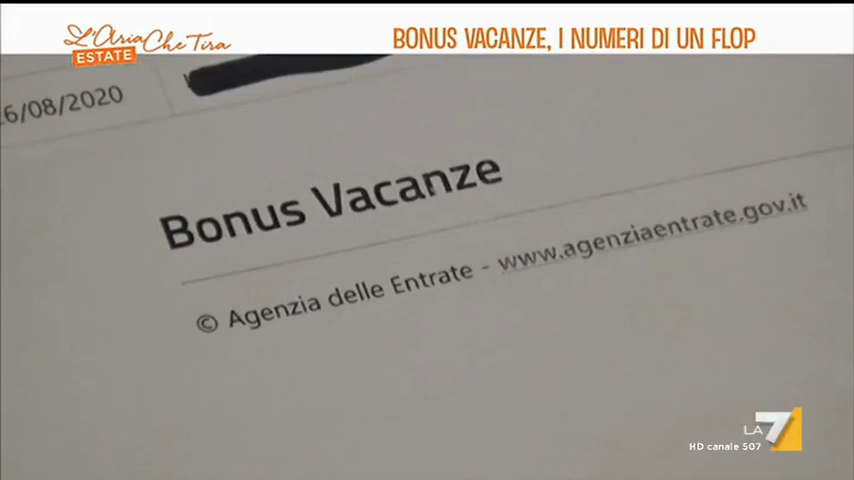 L'Aria Che Tira
ESTATE
BONUS VACANZE, I NUMERI DI UN FLOP
6/08/2020
Bonus Vacanze
© Agenzia delle Entrate - www.agenziaentrate.gov.it
LA7
HD canale 507